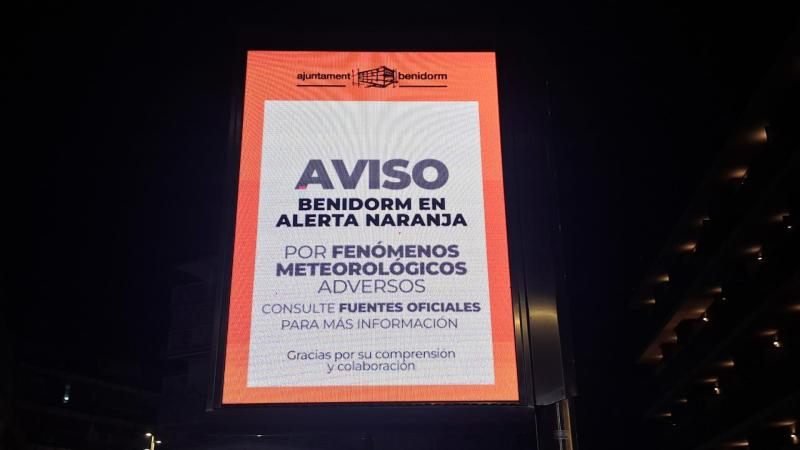 ajuntament benidorm
AVISO
BENIDORM EN
ALERTA NARANJA
POR FENÓMENOS
METEOROLÓGICOS
ADVERSOS
CONSULTE FUENTES OFICIALES
PARA MÁS INFORMACIÓN
Gracias por su comprensión
y colaboración